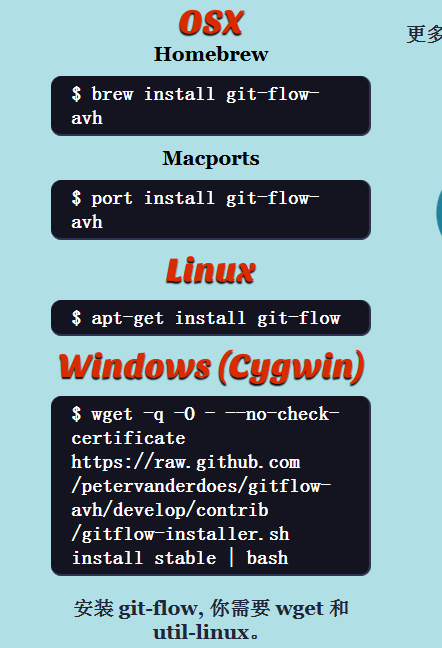 OSX
更多
Homebrew
$ brew install git-flow-
avh
Macports
$ port install git-flow-
avh
Linux
$ apt-get install git-flow
Windows (Cygwin)
$ wget -q -O - --no-check-
certificate
https://raw.github.com
/petervanderdoes/gitflow-
avh/develop/contrib
/gitflow-installer.sh
install stable | bash
安装 git-flow, 你需要 wget 和
util-linux。